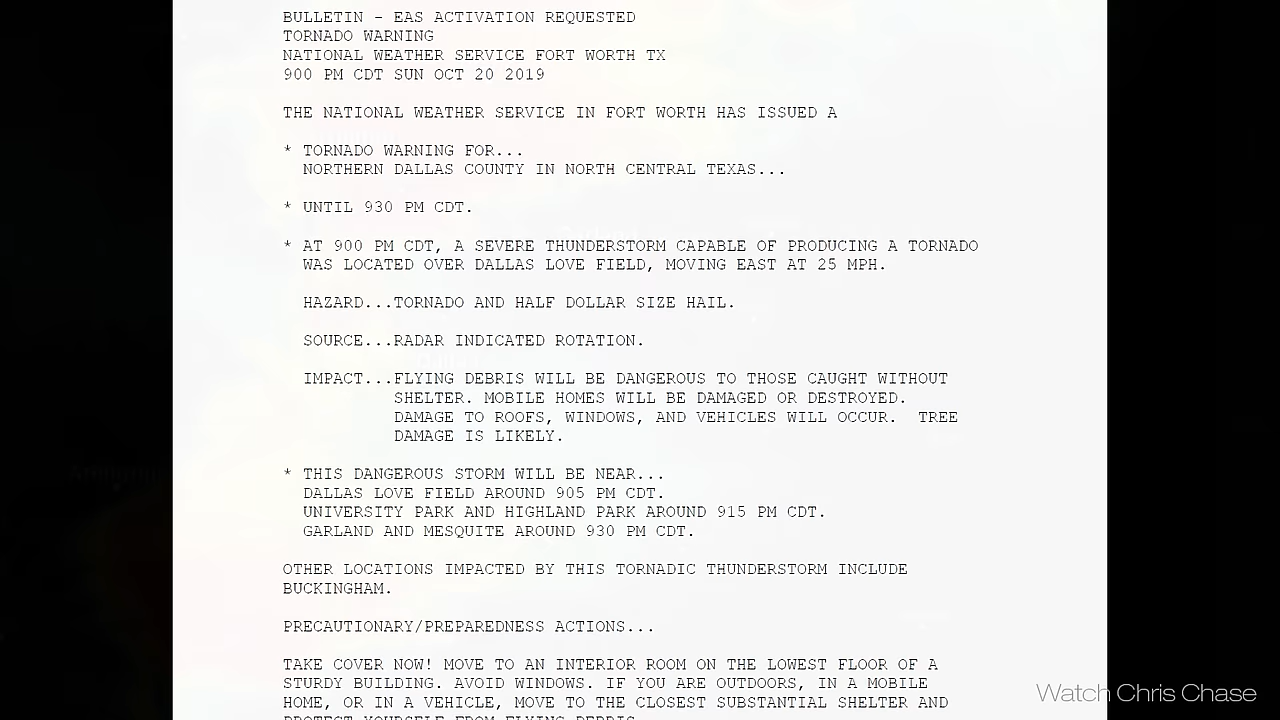 BULLETIN - EAS ACTIVATION REQUESTED
TORNADO WARNING
NATIONAL WEATHER SERVICE FORT WORTH TX
900 PM CDT SUN OCT 20 2019
THE NATIONAL WEATHER SERVICE IN FORT WORTH HAS ISSUED A
* TORNADO WARNING FOR...
NORTHERN DALLAS COUNTY IN NORTH CENTRAL TEXAS...
* UNTIL 930 PM CDT.
* AT 900 PM CDT, A SEVERE THUNDERSTORM CAPABLE OF PRODUCING A TORNADO
WAS LOCATED OVER DALLAS LOVE FIELD, MOVING EAST AT 25 MPH.
HAZARD...TORNADO AND HALF DOLLAR SIZE HAIL.
SOURCE...RADAR INDICATED ROTATION.
IMPACT...FLYING DEBRIS WILL BE DANGEROUS TO THOSE CAUGHT WITHOUT
SHELTER. MOBILE HOMES WILL BE DAMAGED OR DESTROYED.
DAMAGE TO ROOFS, WINDOWS, AND VEHICLES WILL OCCUR.  TREE
DAMAGE IS LIKELY.
* THIS DANGEROUS STORM WILL BE NEAR...
DALLAS LOVE FIELD AROUND 905 PM CDT.
UNIVERSITY PARK AND HIGHLAND PARK AROUND 915 PM CDT.
GARLAND AND MESQUITE AROUND 930 PM CDT.
OTHER LOCATIONS IMPACTED BY THIS TORNADIC THUNDERSTORM INCLUDE
BUCKINGHAM.
PRECAUTIONARY/PREPAREDNESS ACTIONS...
TAKE COVER NOW! MOVE TO AN INTERIOR ROOM ON THE LOWEST FLOOR OF A
STURDY BUILDING. AVOID WINDOWS. IF YOU ARE OUTDOORS, IN A MOBILE
HOME, OR IN A VEHICLE, MOVE TO THE CLOSEST SUBSTANTIAL SHELTER AND
PROTECT YOURSELF FROM FLYING DEBRIS.
Watch Chris Chase